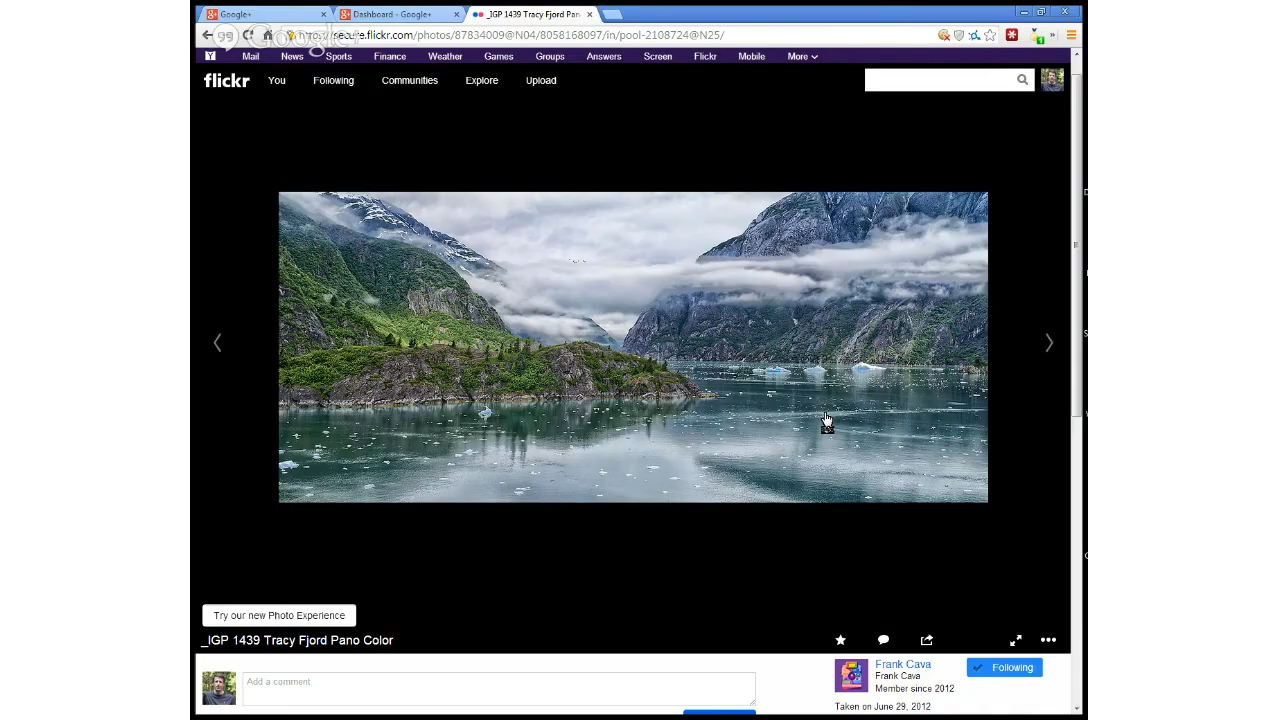 Google+
Dashboard - Google+
_IGP 1439 Tracy Fjord Pan
secure.flickr.com/photos/87834009@N04/8058168097/in/pool-2108724@N25/
Y Mail News Sports Finance Weather Games Groups Answers Screen Flickr Mobile More
flickr You Following Communities Explore Upload
Try our new Photo Experience
_IGP 1439 Tracy Fjord Pano Color
Frank Cava
Following
Frank Cava
Add a comment
Member since 2012
Taken on June 29, 2012